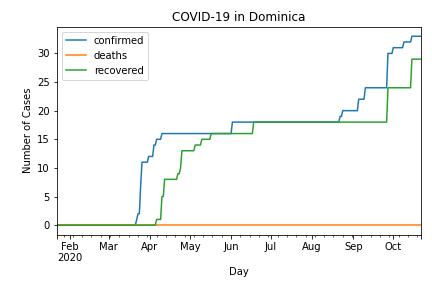 COVID-19 in Dominica
confirmed
deaths
recovered
Number of Cases
30
25
20
15
10
5
0
Feb Mar Apr May Jun Jul Aug Sep Oct
2020
Day